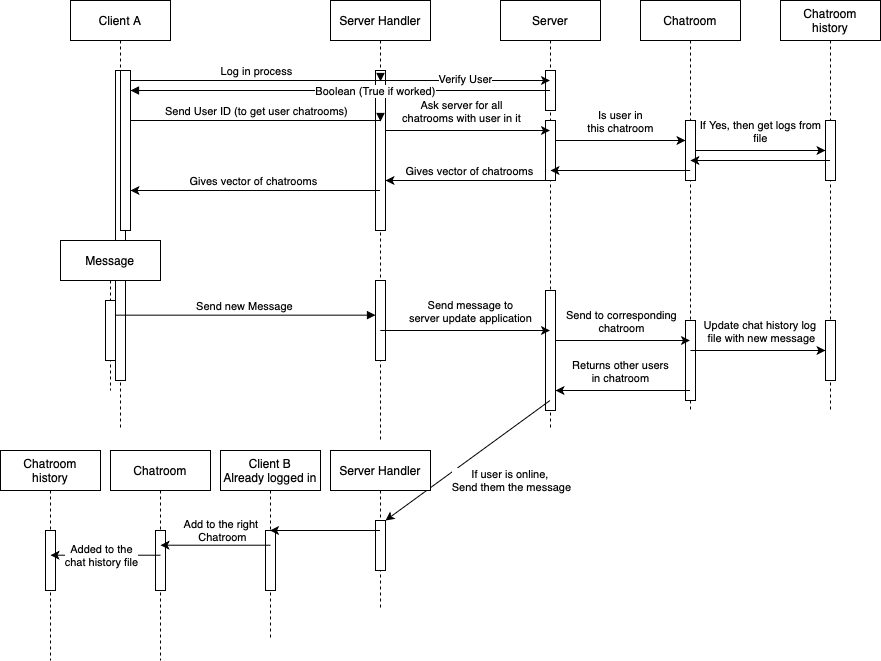 Client A
Server Handler
Server
Chatroom
Chatroom
history
Log in process
Verify User
Boolean (True if worked)
Send User ID (to get user chatrooms)
Ask server for all
chatrooms with user in it
Is user in
this chatroom
If Yes, then get logs from
file
Gives vector of chatrooms
Gives vector of chatrooms
Message
Send new Message
Send message to
server update application
Send to corresponding
chatroom
Update chat history log
file with new message
Returns other users
in chatroom
Chatroom
history
Chatroom
Client B
Already logged in
Server Handler
If user is online,
Send them the message
Add to the right
Chatroom
Added to the
chat history file